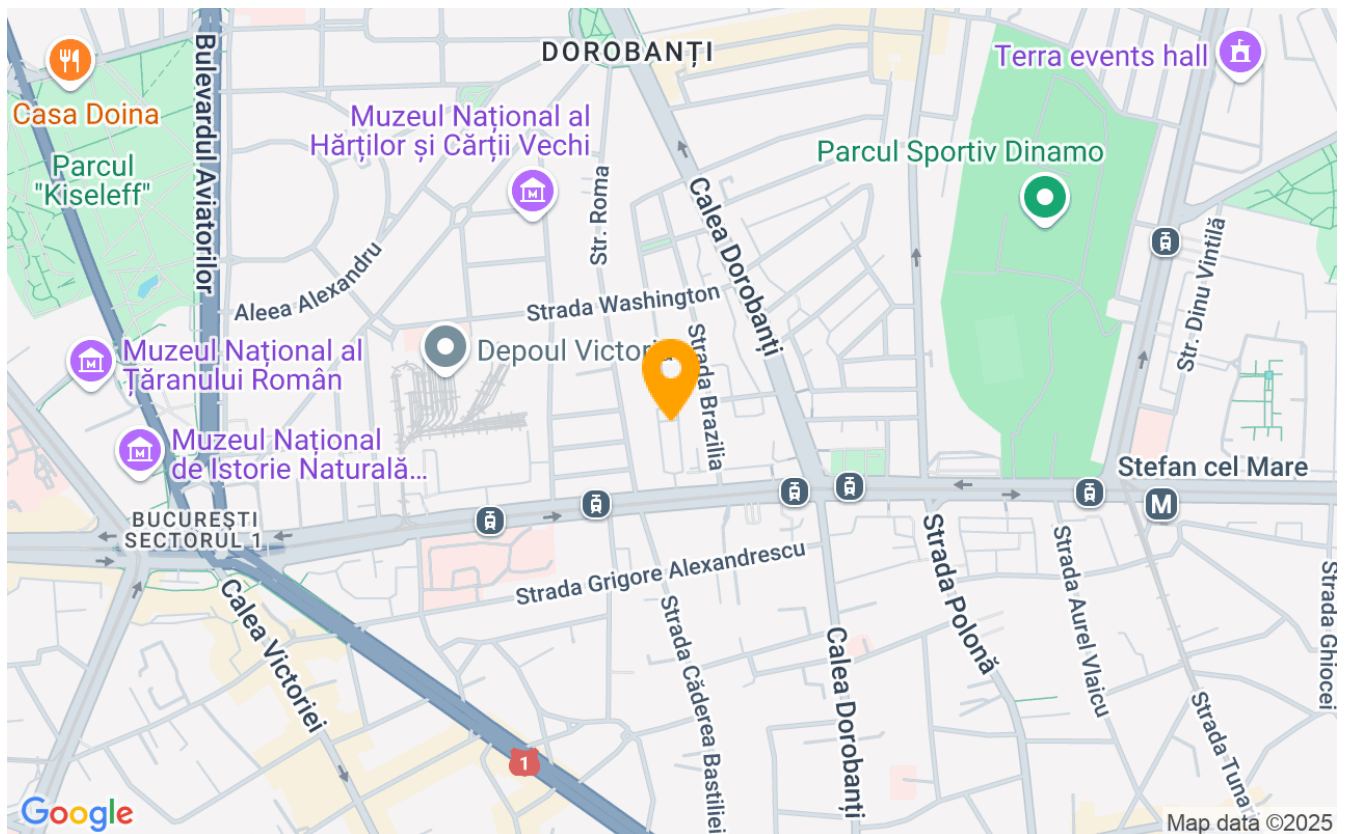 DOROBANȚI
Terra events hall
Casa Doina
Bulevardul Aviatorilor
Muzeul Național al
Hărților și Cărții Vechi
Parcul Sportiv Dinamo
Parcul
"Kiseleff"
Str. Roma
Calea Dorobanți
Str. Dinu Vintilă
Aleea Alexandru
Strada Washington
Muzeul Național al
Țăranului Român
Depoul Victoria
Strada Brazilia
Muzeul Național
de Istorie Naturală...
Stefan cel Mare
M
BUCUREȘTI
SECTORUL 1
Strada Grigore Alexandrescu
Calea Victoriei
Strada Căderea Bastiliei
Calea Dorobanți
Strada Polonă
Strada Aurel Vlaicu
Strada Ghiocei
Strada Tunar
1
Google
Map data ©2025